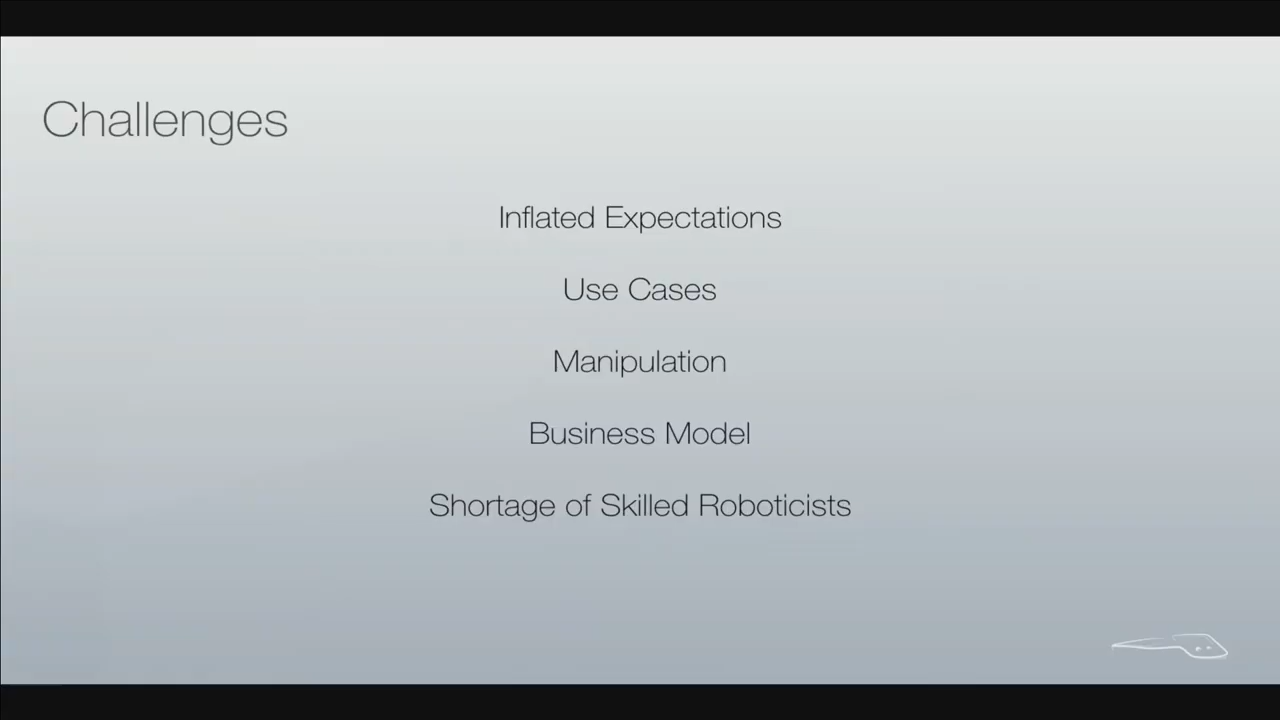 Challenges
Inflated Expectations
Use Cases
Manipulation
Business Model
Shortage of Skilled Roboticists